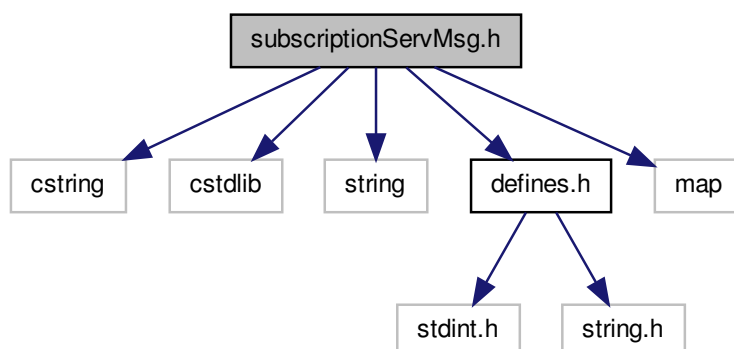 subscriptionServMsg.h
cstring
cstdlib
string
defines.h
map
stdint.h
string.h